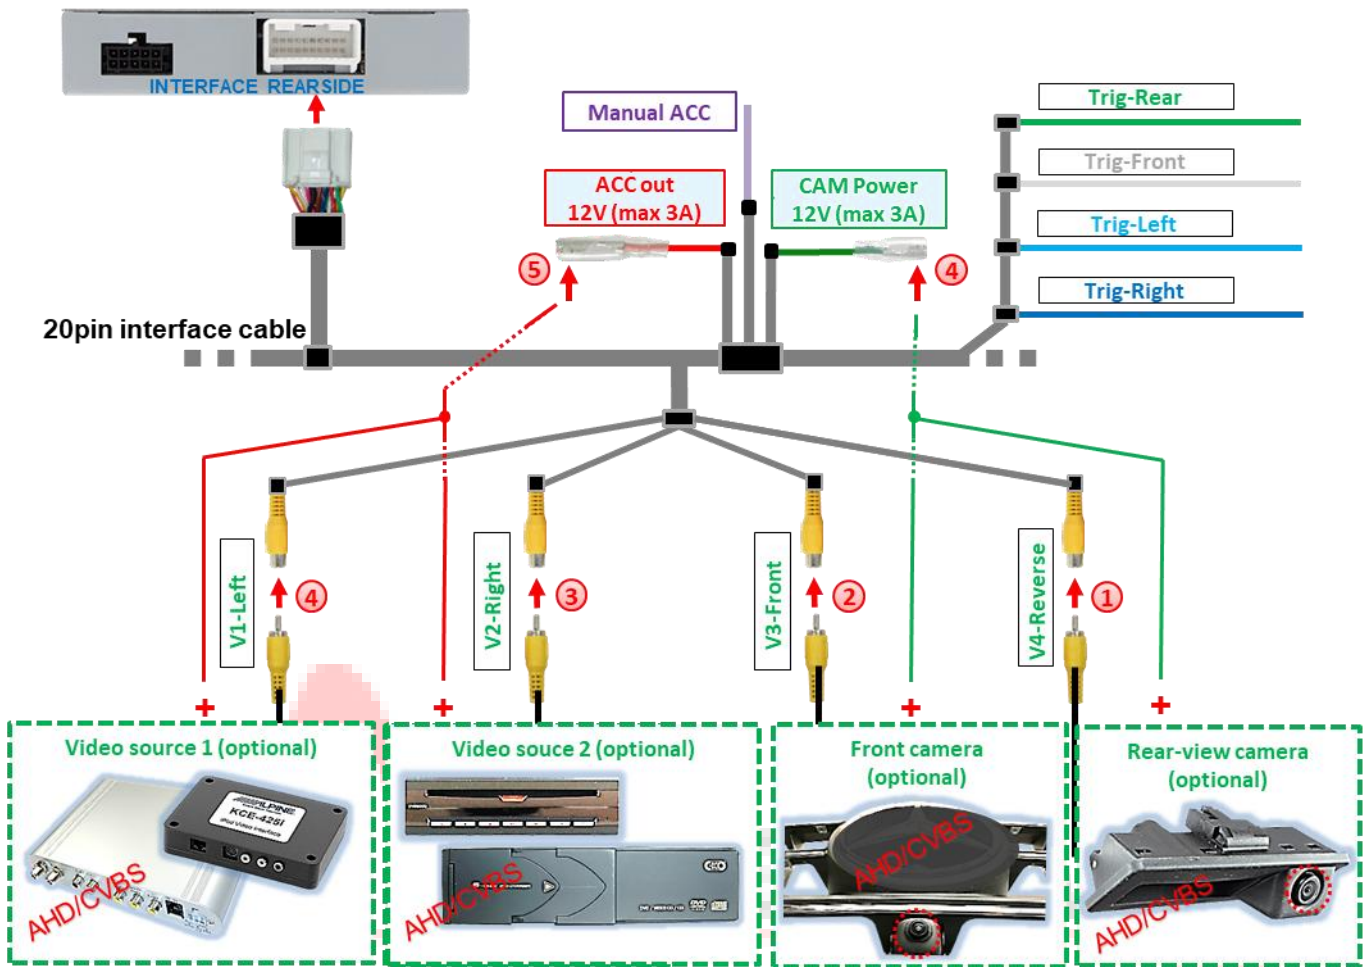 INTERFACE REARSIDE
Manual ACC
Trig-Rear
Trig-Front
Trig-Left
Trig-Right
ACC out
12V (max 3A)
CAM Power
12V (max 3A)
5
4
20pin interface cable
V1-Left
4
V2-Right
3
V3-Front
2
V4-Reverse
1
+
+
+
+
Video source 1 (optional)
ALPINE
KCE-425i
iPod Video Interface
AHD/CVBS
Video souce 2 (optional)
AHD/CVBS
Front camera
(optional)
AHD/CVBS
Rear-view camera
(optional)
AHD/CVBS